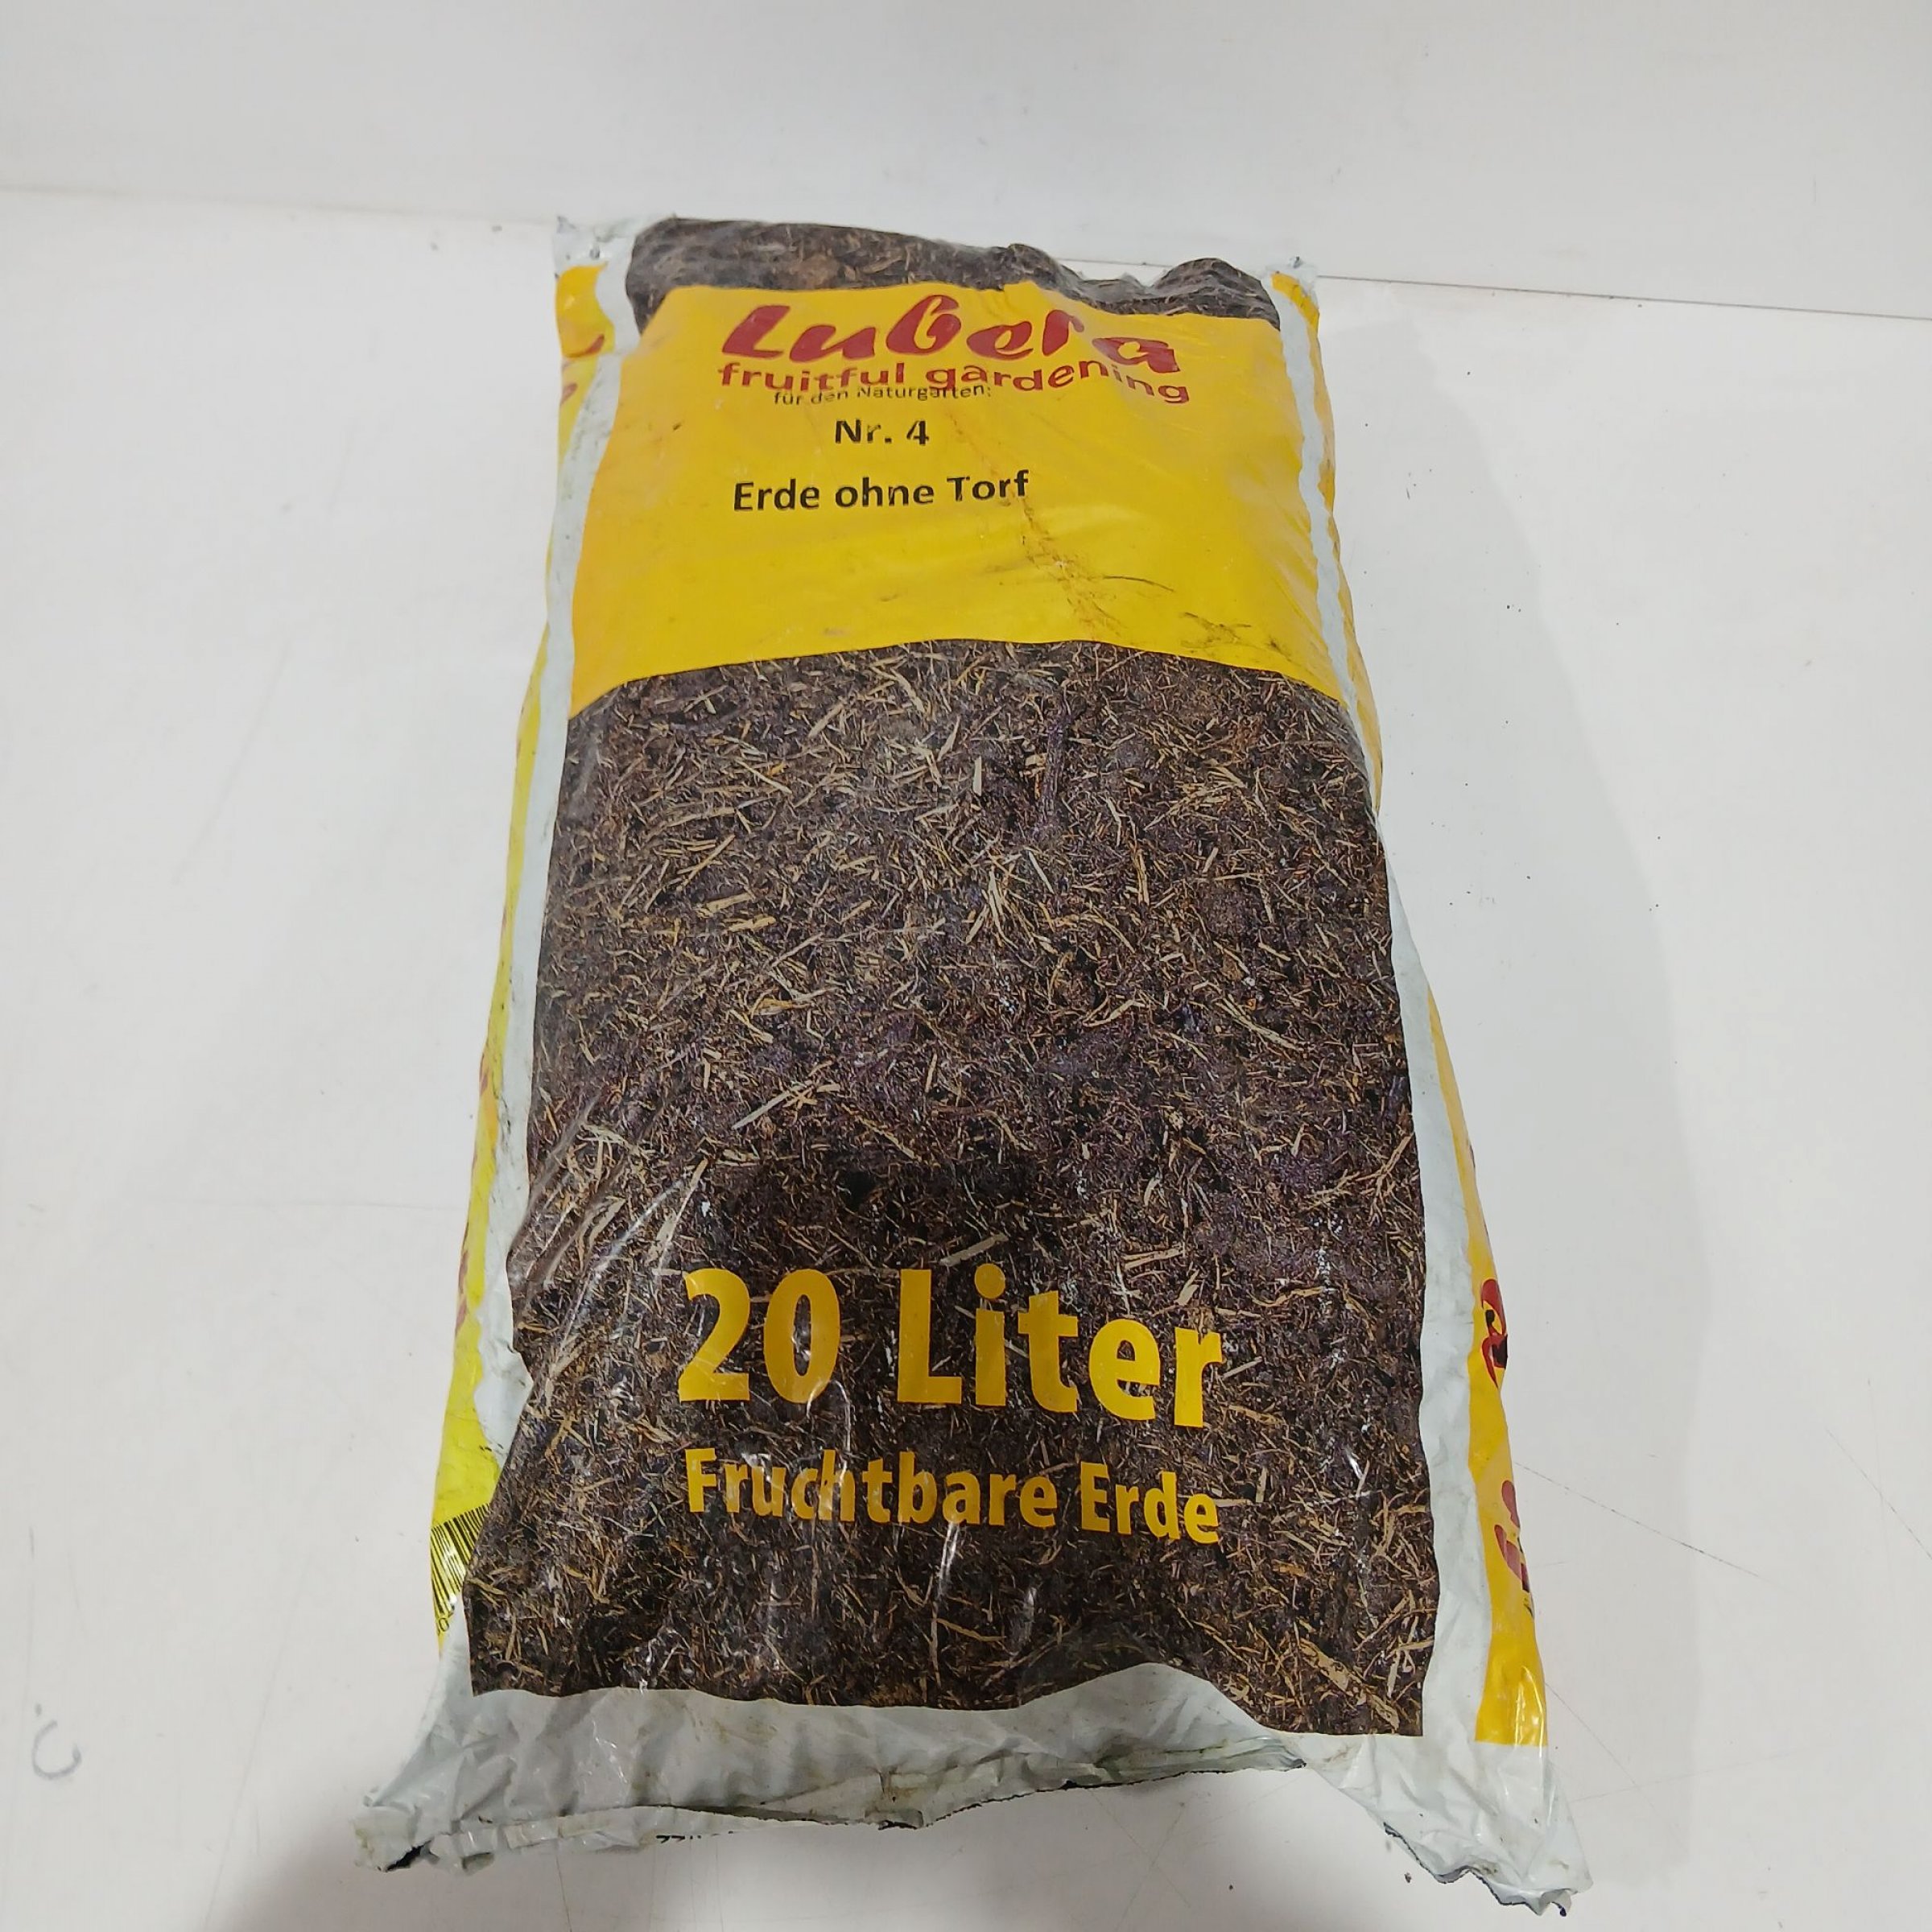 Lubera
fruitful gardening
für den Naturgarten:
Nr. 4
Erde ohne Torf
20 Liter
Fruchtbare Erde